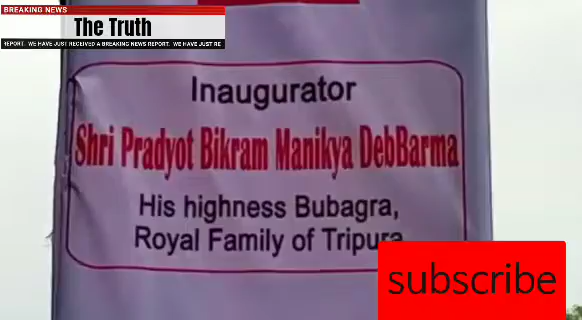 BREAKING NEWS
The Truth
REPORT. WE HAVE JUST RECEIVED A BREAKING NEWS REPORT. WE HAVE JUST RE
Inaugurator
Shri Pradyot Bikram Manikya DebBarma
His highness Bubagra,
Royal Family of Tripura
subscribe